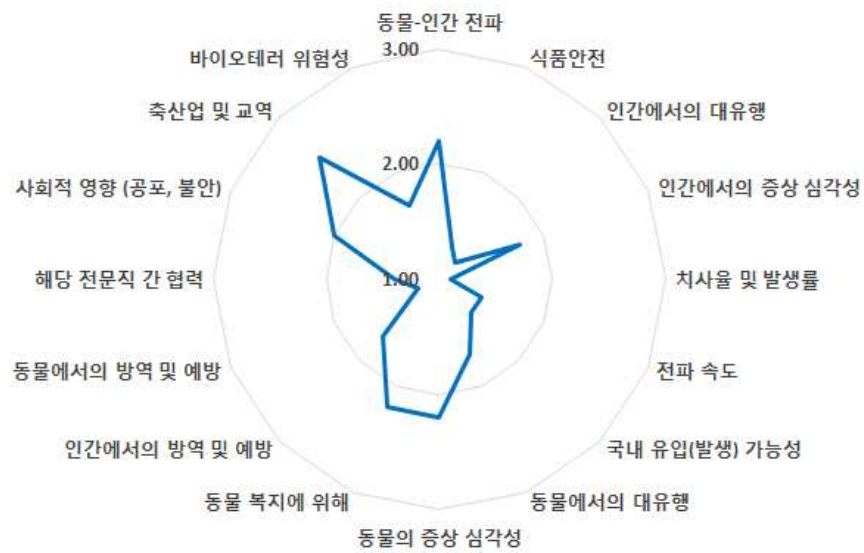 동물-인간 전파
식품안전
인간에서의 대유행
인간에서의 증상 심각성
치사율 및 발생률
전파 속도
국내 유입(발생) 가능성
동물에서의 대유행
동물의 증상 심각성
동물 복지에 위해
인간에서의 방역 및 예방
동물에서의 방역 및 예방
해당 전문직 간 협력
사회적 영향 (공포, 불안)
축산업 및 교역
바이오테러 위험성
3.00
2.00
1.00